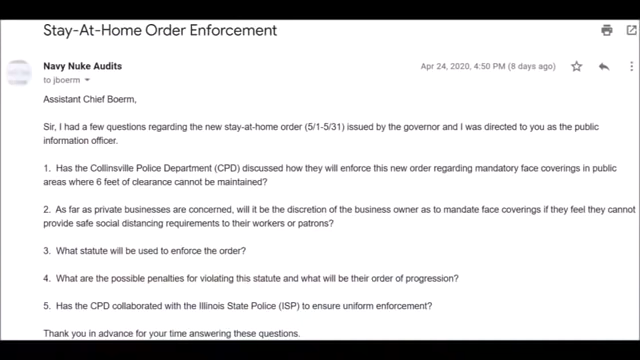 Stay-At-Home Order Enforcement
Navy Nuke Audits
Apr 24, 2020, 4:50 PM (8 days ago)
to jboerm
Assistant Chief Boerm,
Sir, I had a few questions regarding the new stay-at-home order (5/1-5/31) issued by the governor and I was directed to you as the public
information officer.
1. Has the Collinsville Police Department (CPD) discussed how they will enforce this new order regarding mandatory face coverings in public
areas where 6 feet of clearance cannot be maintained?
2. As far as private businesses are concerned, will it be the discretion of the business owner as to mandate face coverings if they feel they cannot
provide safe social distancing requirements to their workers or patrons?
3. What statute will be used to enforce the order?
4. What are the possible penalties for violating this statute and what will be their order of progression?
5. Has the CPD collaborated with the Illinois State Police (ISP) to ensure uniform enforcement?
Thank you in advance for your time answering these questions.